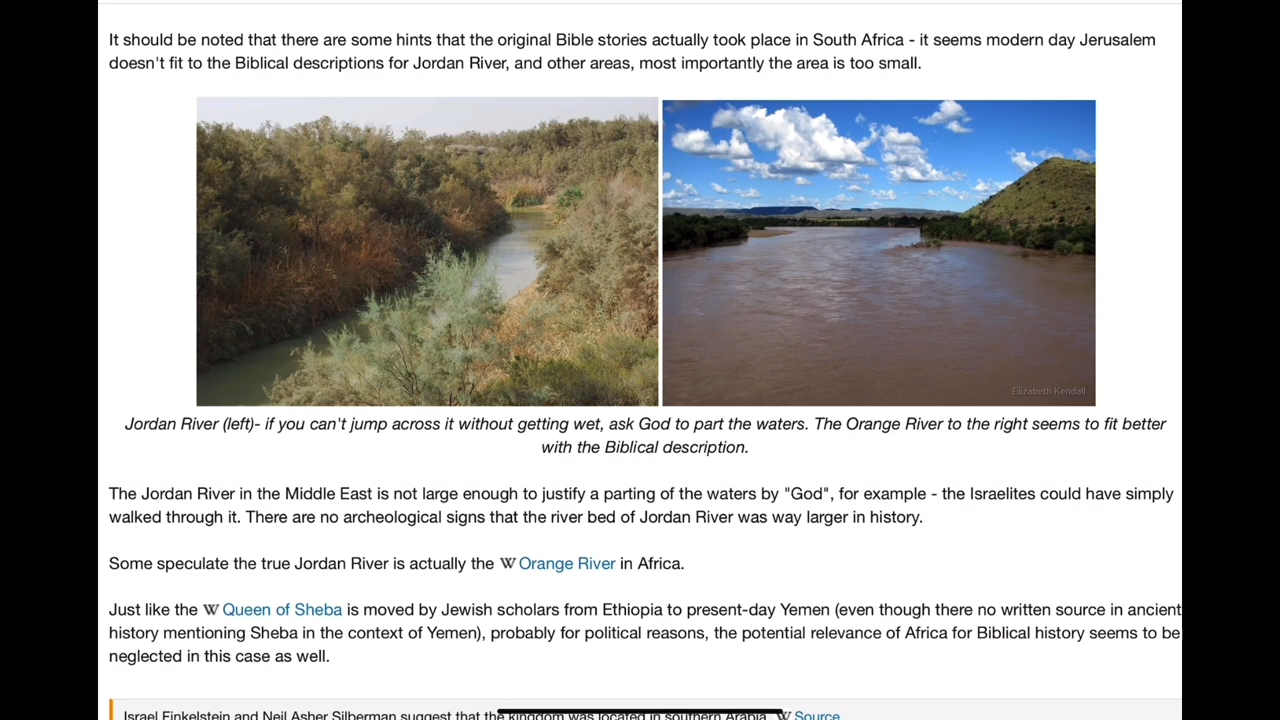 It should be noted that there are some hints that the original Bible stories actually took place in South Africa - it seems modern day Jerusalem
doesn't fit to the Biblical descriptions for Jordan River, and other areas, most importantly the area is too small.
Elizabeth Kendall
Jordan River (left)- if you can't jump across it without getting wet, ask God to part the waters. The Orange River to the right seems to fit better
with the Biblical description.
The Jordan River in the Middle East is not large enough to justify a parting of the waters by "God", for example - the Israelites could have simply
walked through it. There are no archeological signs that the river bed of Jordan River was way larger in history.
Some speculate the true Jordan River is actually the W Orange River in Africa.
Just like the W Queen of Sheba is moved by Jewish scholars from Ethiopia to present-day Yemen (even though there no written source in ancient
history mentioning Sheba in the context of Yemen), probably for political reasons, the potential relevance of Africa for Biblical history seems to be
neglected in this case as well.
Israel Finkelstein and Neil Asher Silberman suggest that the kingdom was located in southern Arabia. W Source